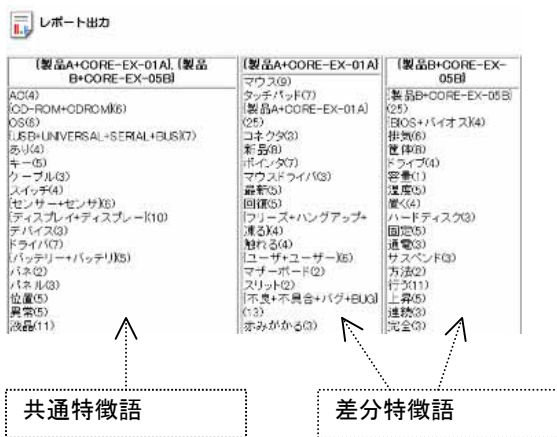 レポート出力
{製品A+CORE-EX-01A}, {製品
B+CORE-EX-05B}
AC(4)
{CD-ROM+CDROM}(6)
OS(6)
{USB+UNIVERSAL+SERIAL+BUS}(7)
あり(4)
キー(5)
ケーブル(3)
スイッチ(4)
{センサー+センサ}(6)
{ディスプレイ+ディスプレー}(10)
デバイス(3)
ドライバ(7)
{バッテリー+バッテリ}(5)
バネ(2)
パネル(3)
位置(5)
異常(5)
液晶(11)
{製品A+CORE-EX-01A}
マウス(9)
タッチパッド(7)
{製品A+CORE-EX-01A}
(25)
コネクタ(3)
新品(8)
ポインタ(7)
マウスドライバ(3)
最新(5)
回復(5)
{フリーズ+ハングアップ+
凍る}(4)
触れる(4)
{ユーザ+ユーザー}(6)
マザーボード(2)
スリット(2)
{不良+不具合+バグ+BUG}
(13)
赤みがかる(3)
{製品B+CORE-EX-
05B}
{製品B+CORE-EX-05B}
(25)
{BIOS+バイオス}(4)
排気(6)
筐体(8)
ドライブ(4)
容量(1)
温度(5)
置く(4)
ハードディスク(3)
固定(5)
通電(3)
サスペンド(3)
方法(2)
行う(11)
上昇(5)
連続(3)
完全(3)
共通特徴語
差分特徴語